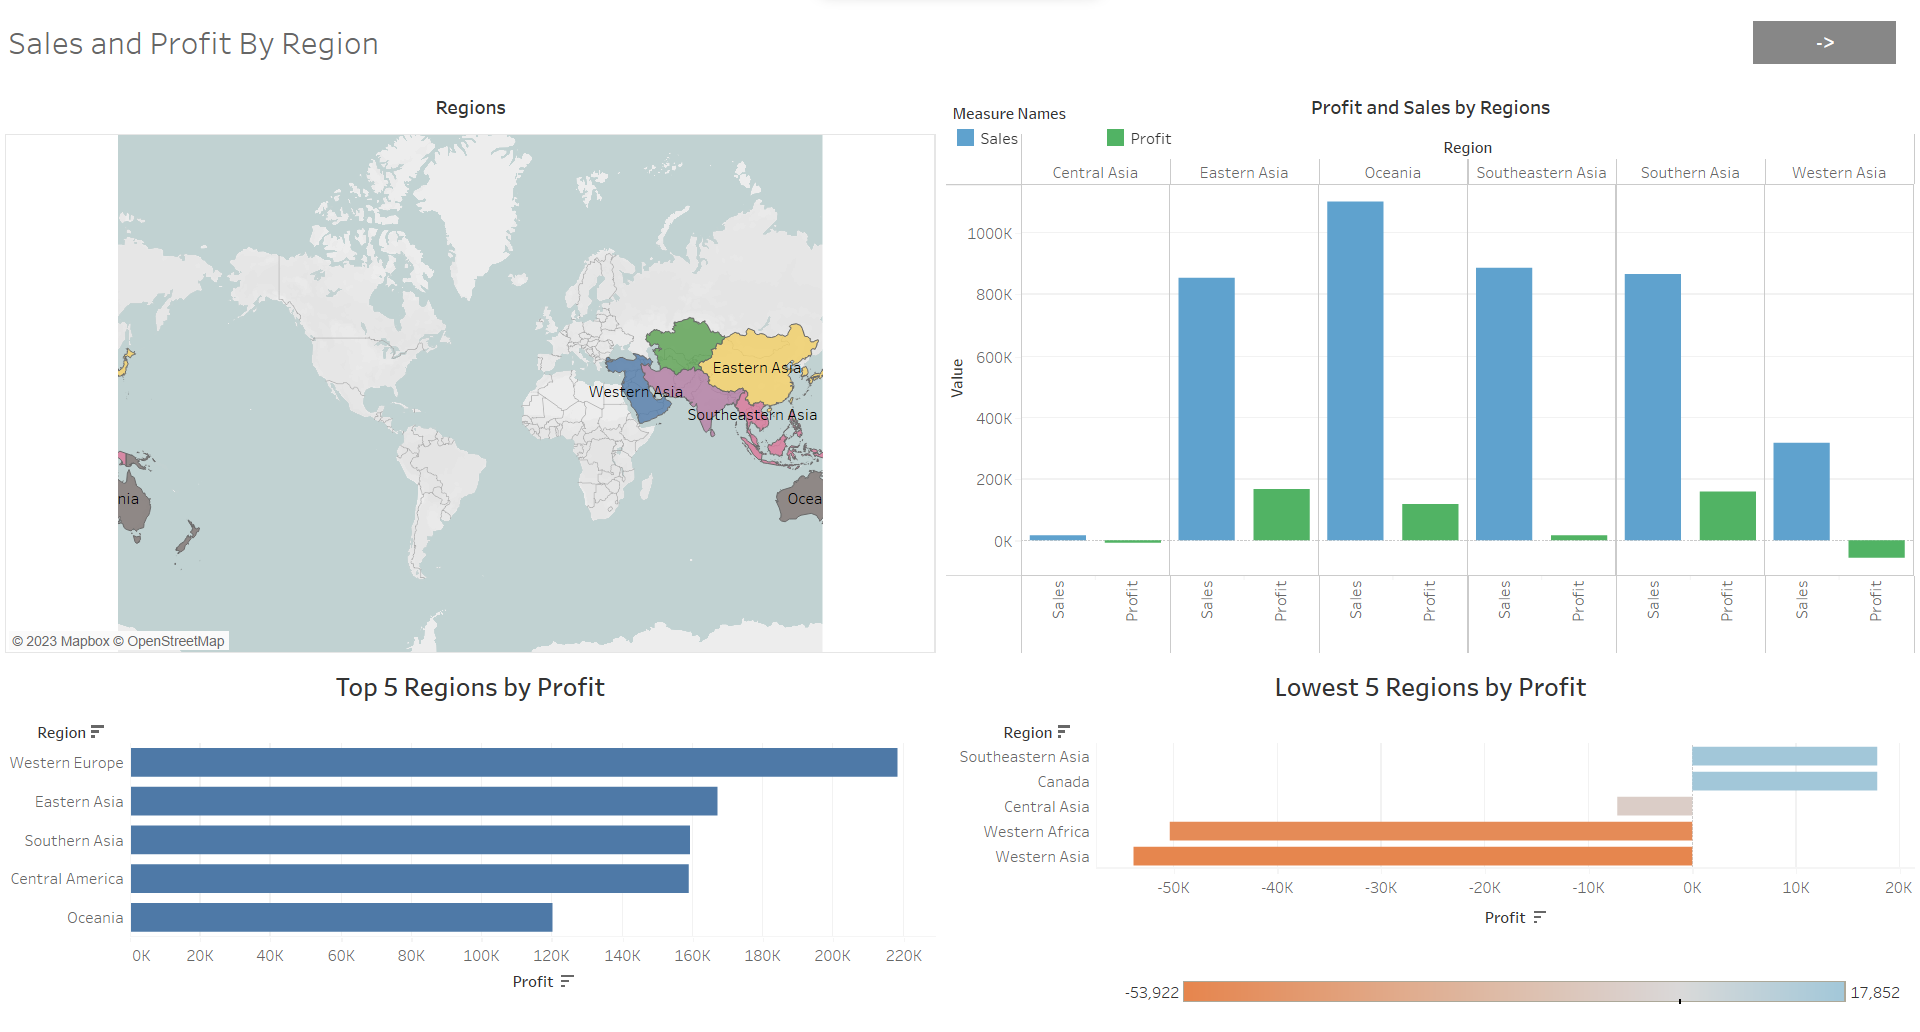 Sales and Profit By Region
->
Regions
Eastern Asia
Western Asia
Southeastern Asia
nia
Ocea
© 2023 Mapbox © OpenStreetMap
Measure Names
Sales
Profit
Profit and Sales by Regions
Region
Central Asia
Eastern Asia
Oceania
Southeastern Asia
Southern Asia
Western Asia
Value
1000K
800K
600K
400K
200K
0K
Sales
Profit
Sales
Profit
Sales
Profit
Sales
Profit
Sales
Profit
Sales
Profit
Top 5 Regions by Profit
Region
Western Europe
Eastern Asia
Southern Asia
Central America
Oceania
0K 20K 40K 60K 80K 100K 120K 140K 160K 180K 200K 220K
Profit
Lowest 5 Regions by Profit
Region
Southeastern Asia
Canada
Central Asia
Western Africa
Western Asia
-50K -40K -30K -20K -10K 0K 10K 20K
Profit
-53,922 17,852